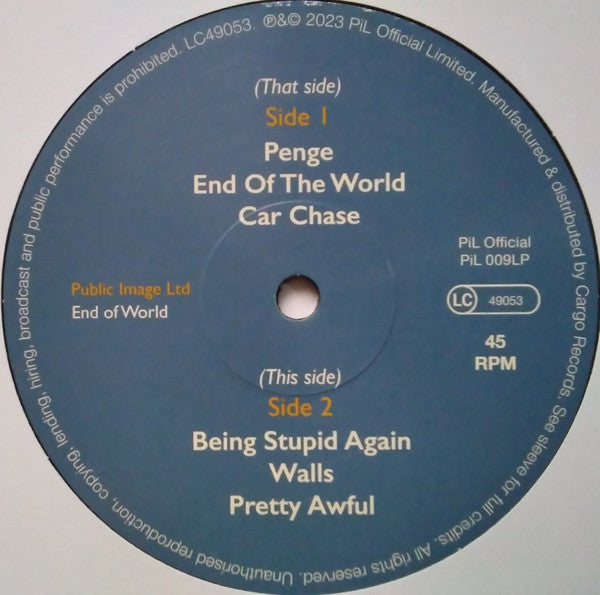 (That side)
Side 1
Penge
End Of The World
Car Chase
Public Image Ltd
End of World
PiL Official
PiL 009LP
LC 49053
45
RPM
(This side)
Side 2
Being Stupid Again
Walls
Pretty Awful
℗&© 2023 PiL Official Limited. Manufactured & distributed by Cargo Records. See sleeve for full credits. All rights reserved. Unauthorised reproduction, copying, lending, hiring, broadcast and public performance is prohibited. LC49053.